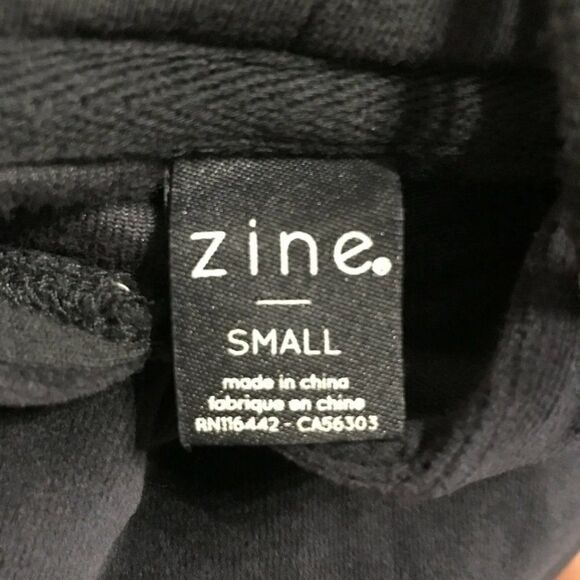 zine.
SMALL
made in china
fabrique en chine
RN116442 - CA56303